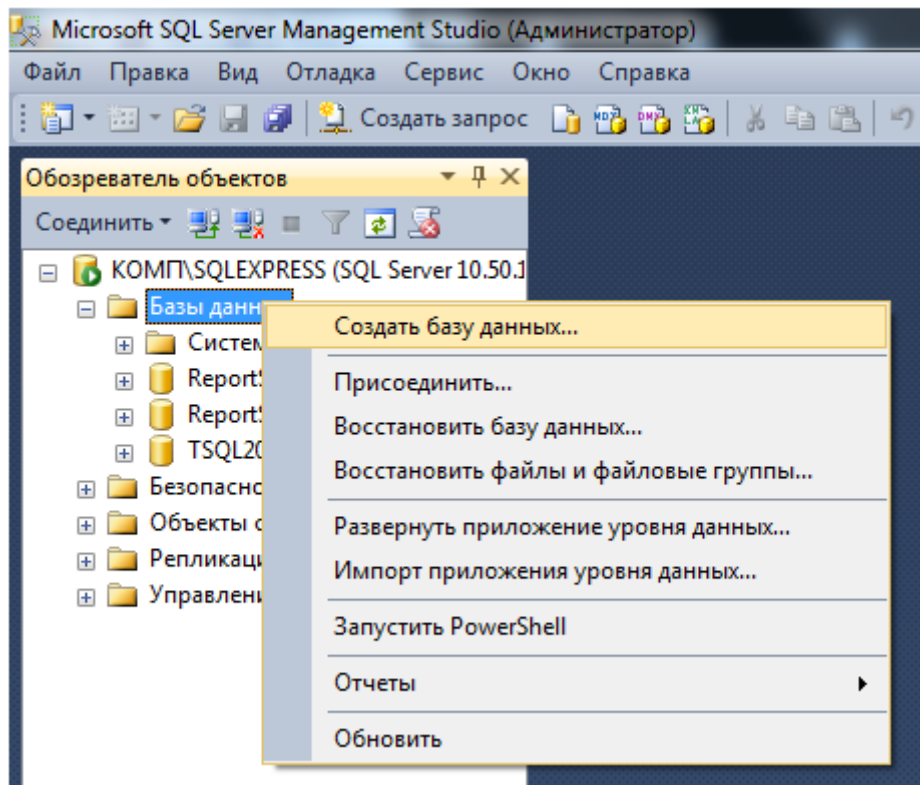 Microsoft SQL Server Management Studio (Администратор)
Файл Правка Вид Отладка Сервис Окно Справка
Создать запрос
Обозреватель объектов
Соединить
КОМП\SQLEXPRESS (SQL Server 10.50.1
Базы данн
Систем
Report
Report
TSQL20
Безопасно
Объекты с
Репликаци
Управлени
Создать базу данных...
Присоединить...
Восстановить базу данных...
Восстановить файлы и файловые группы...
Развернуть приложение уровня данных...
Импорт приложения уровня данных...
Запустить PowerShell
Отчеты
Обновить